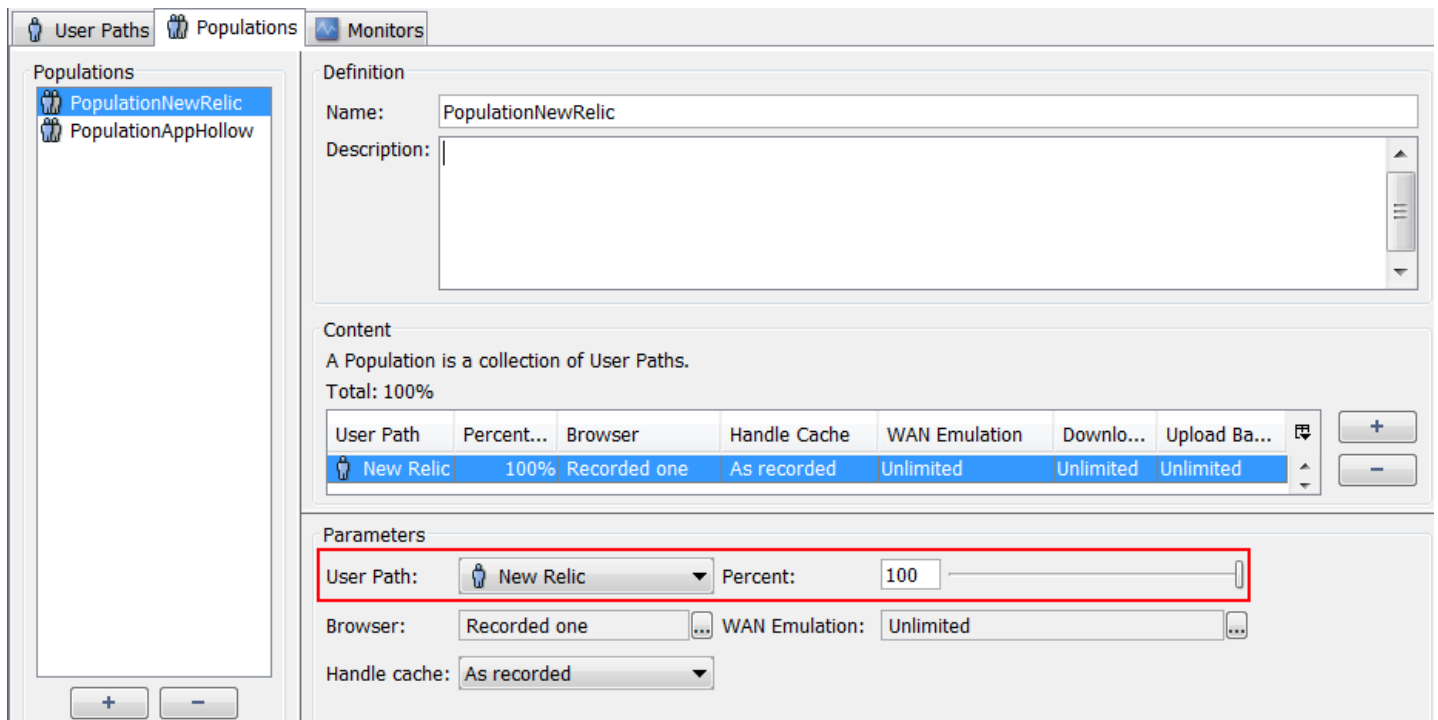 User Paths Populations Monitors
Populations
PopulationNewRelic
PopulationAppHollow
Definition
Name: PopulationNewRelic
Description:
Content
A Population is a collection of User Paths.
Total: 100%
User Path Percent... Browser Handle Cache WAN Emulation Downlo... Upload Ba...
New Relic 100% Recorded one As recorded Unlimited Unlimited Unlimited
Parameters
User Path: New Relic Percent: 100
Browser: Recorded one ... WAN Emulation: Unlimited ...
Handle cache: As recorded